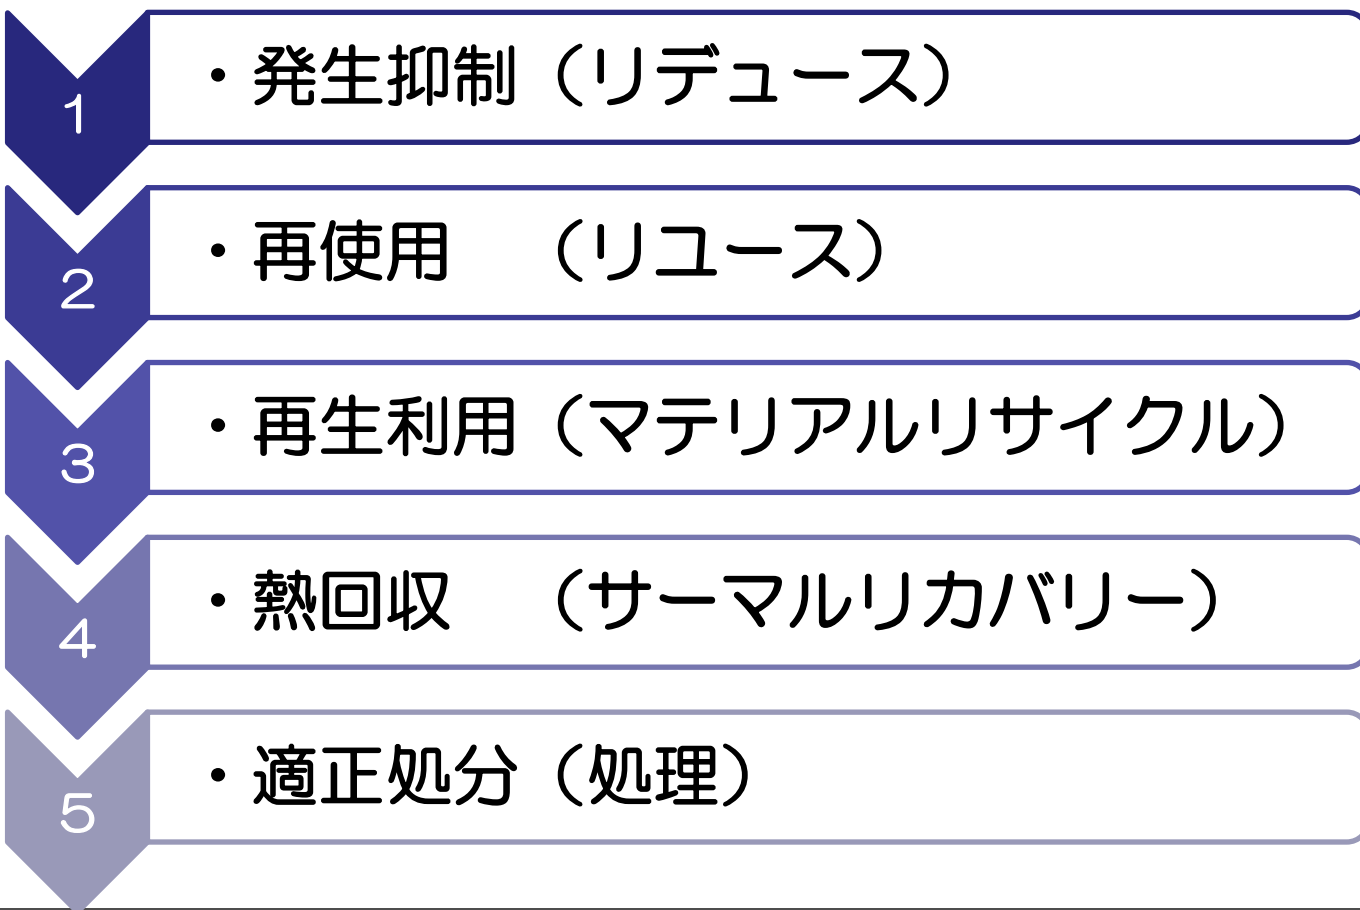 1
・発生抑制（リデュース）
2
・再使用　（リユース）
3
・再生利用（マテリアルリサイクル）
4
・熱回収　（サーマルリカバリー）
5
・適正処分（処理）